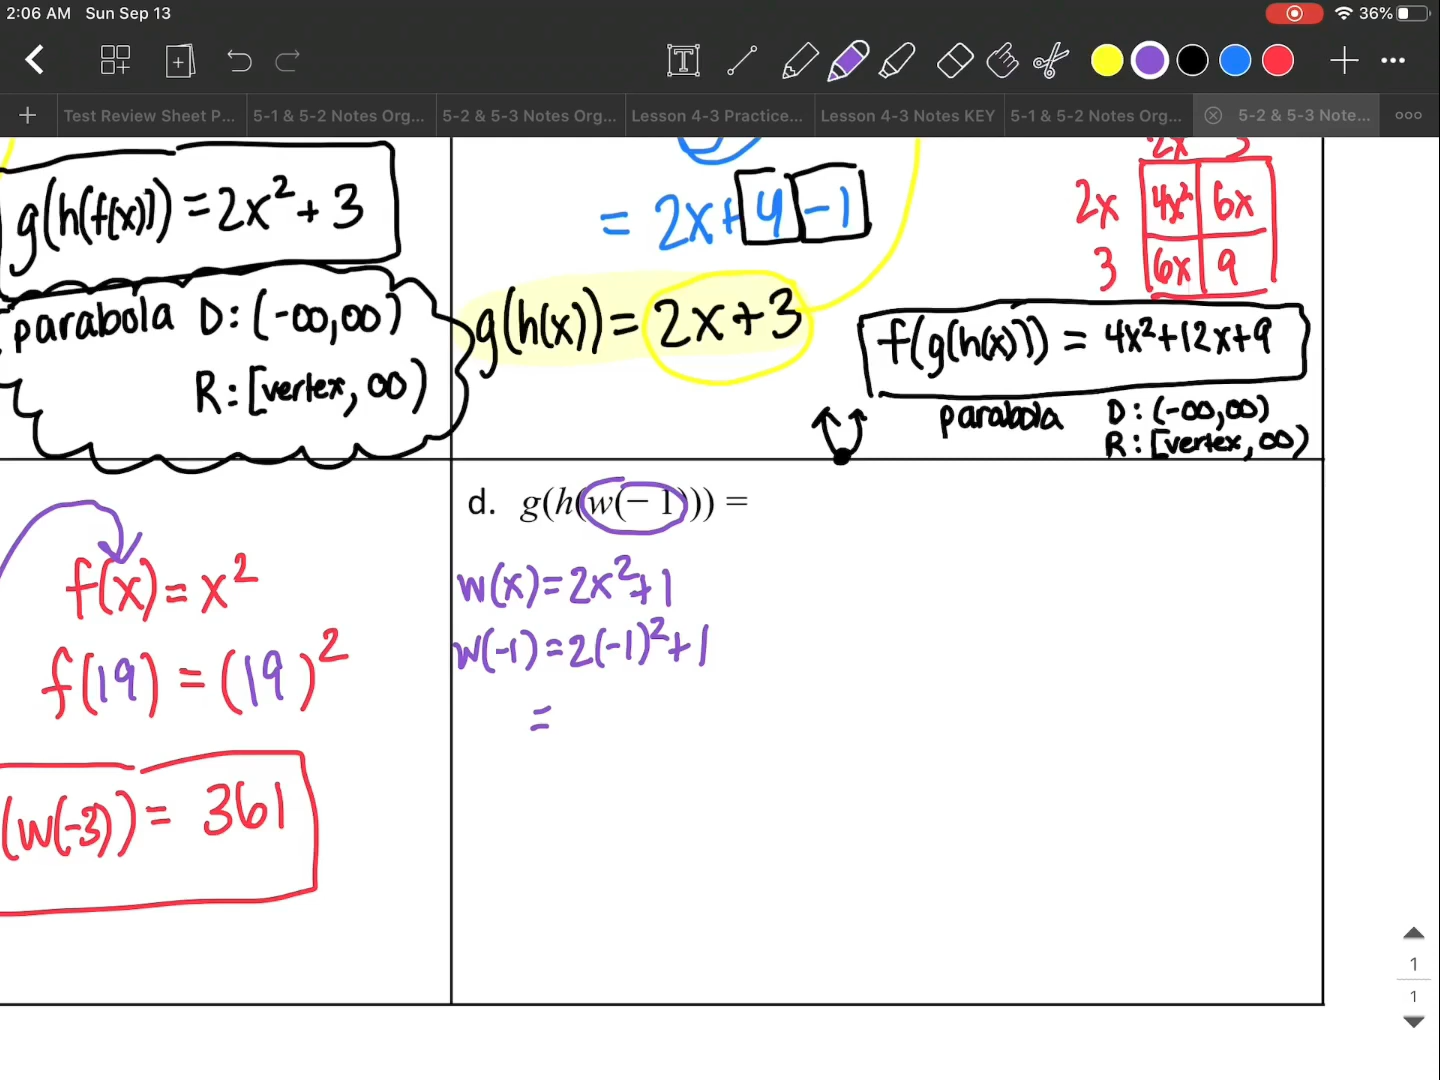 2:06 AM Sun Sep 13
36%
Test Review Sheet P...
5-1 & 5-2 Notes Org...
5-2 & 5-3 Notes Org...
Lesson 4-3 Practice...
Lesson 4-3 Notes KEY
5-1 & 5-2 Notes Org...
5-2 & 5-3 Note...
g(h(f(x))) = 2x² + 3
parabola D: (-∞,∞)
R: [vertex, ∞)
= 2x + 4 - 1
g(h(x)) = 2x + 3
2x 3
2x 4x² 6x
3 6x 9
f(g(h(x))) = 4x²+12x+9
parabola D: (-∞,∞)
R: [vertex, ∞)
f(x) = x²
f(19) = (19)²
(w(-3)) = 361
d. g(h(w(− 1))) =
w(x) = 2x²+1
w(-1) = 2(-1)²+1
=
1
1